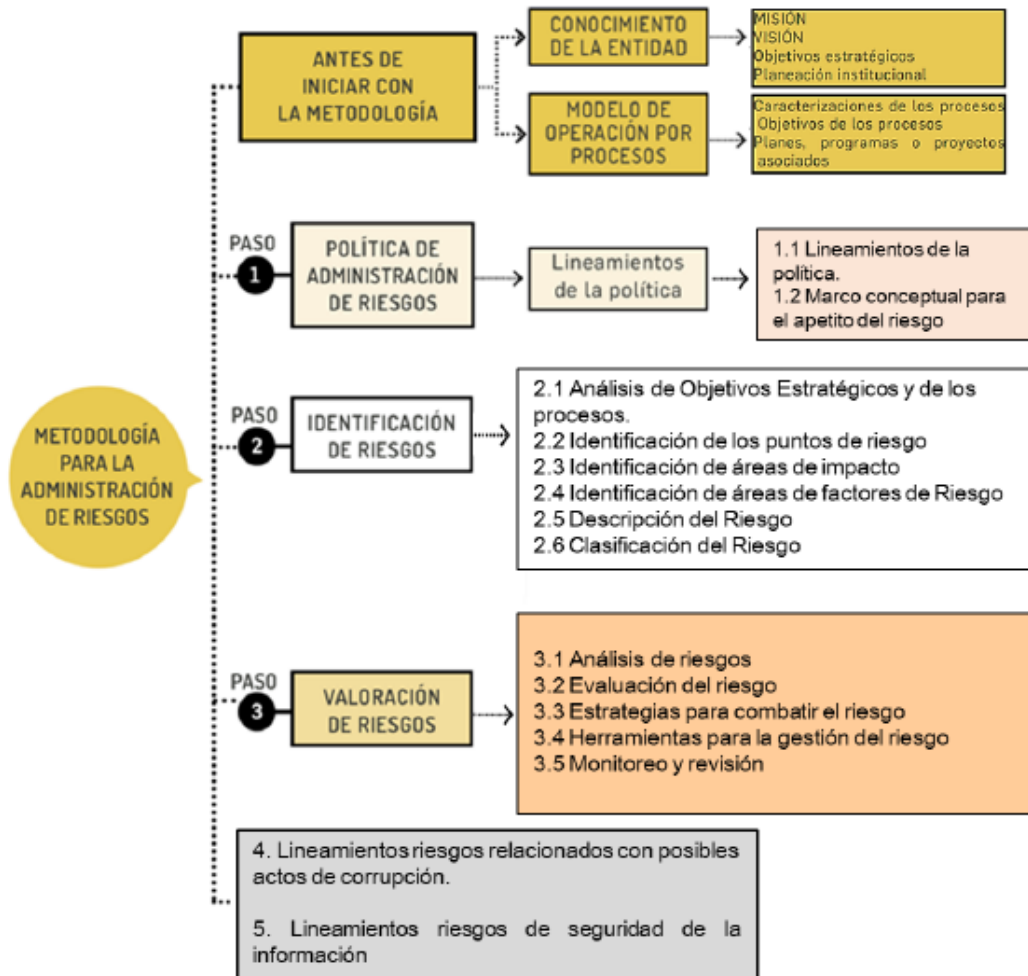 ANTES DE
INICIAR CON
LA METODOLOGÍA
CONOCIMIENTO
DE LA ENTIDAD
MISIÓN
VISIÓN
Objetivos estratégicos
Planeación institucional
MODELO DE
OPERACIÓN POR
PROCESOS
Caracterizaciones de los procesos
Objetivos de los procesos
Planes, programas o proyectos
asociados
PASO
1
POLÍTICA DE
ADMINISTRACIÓN
DE RIESGOS
Lineamientos
de la política
1.1 Lineamientos de la
política.
1.2 Marco conceptual para
el apetito del riesgo
METODOLOGÍA
PARA LA
ADMINISTRACIÓN
DE RIESGOS
PASO
2
IDENTIFICACIÓN
DE RIESGOS
2.1 Análisis de Objetivos Estratégicos y de los
procesos.
2.2 Identificación de los puntos de riesgo
2.3 Identificación de áreas de impacto
2.4 Identificación de áreas de factores de Riesgo
2.5 Descripción del Riesgo
2.6 Clasificación del Riesgo
PASO
3
VALORACIÓN
DE RIESGOS
3.1 Análisis de riesgos
3.2 Evaluación del riesgo
3.3 Estrategias para combatir el riesgo
3.4 Herramientas para la gestión del riesgo
3.5 Monitoreo y revisión
4. Lineamientos riesgos relacionados con posibles
actos de corrupción.
5. Lineamientos riesgos de seguridad de la
información